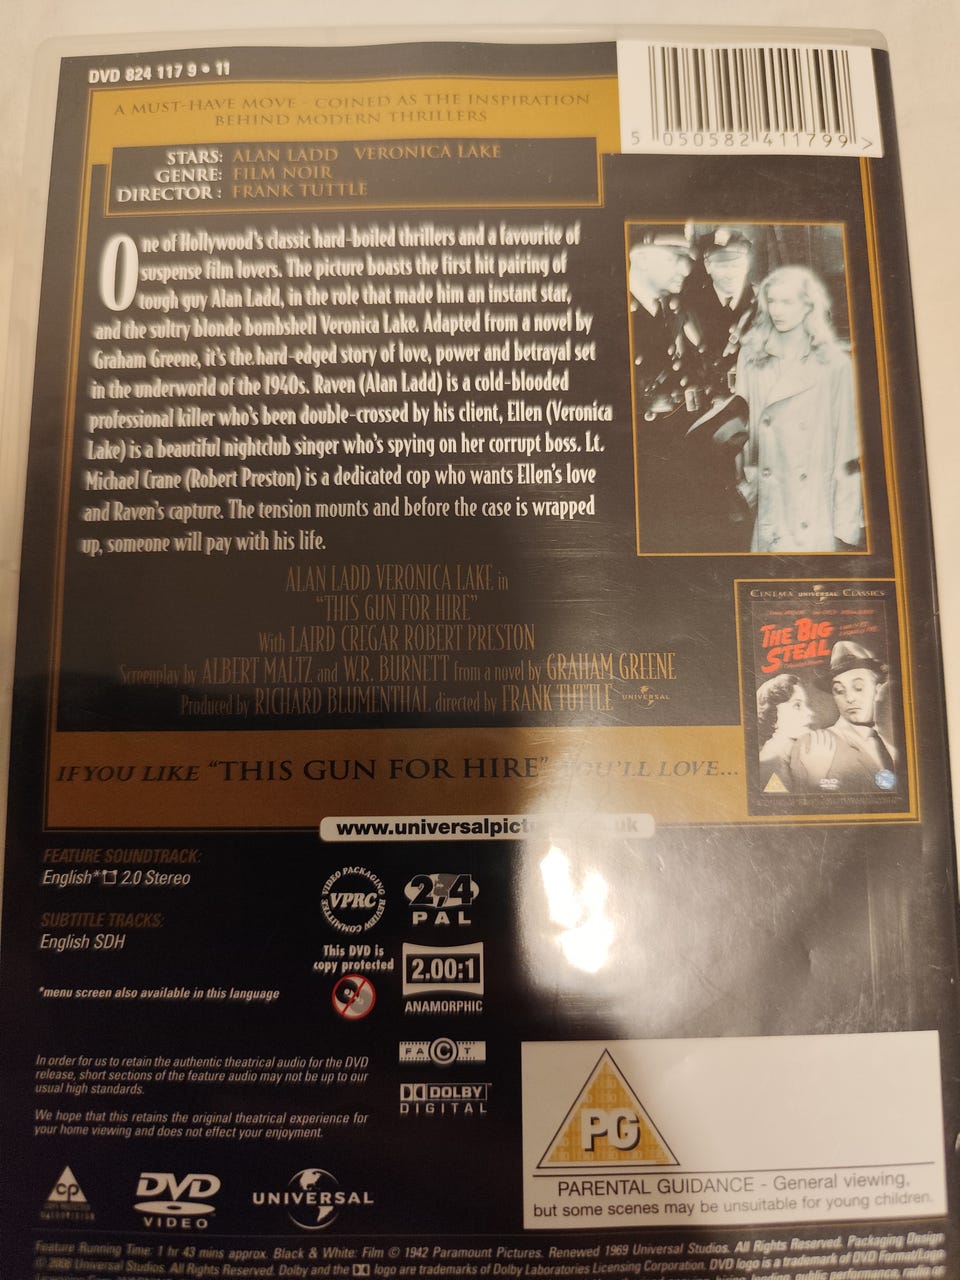 DVD 824 117 9 • 11
5 050582 411799 >
A MUST-HAVE MOVE - COINED AS THE INSPIRATION
BEHIND MODERN THRILLERS
STARS: ALAN LADD VERONICA LAKE
GENRE: FILM NOIR
DIRECTOR : FRANK TUTTLE
One of Hollywood's classic hard-boiled thrillers and a favourite of
suspense film lovers. The picture boasts the first hit pairing of
tough guy Alan Ladd, in the role that made him an instant star,
and the sultry blonde bombshell Veronica Lake. Adapted from a novel by
Graham Greene, it's the hard-edged story of love, power and betrayal set
in the underworld of the 1940s. Raven (Alan Ladd) is a cold-blooded
professional killer who's been double-crossed by his client, Ellen (Veronica
Lake) is a beautiful nightclub singer who's spying on her corrupt boss. Lt.
Michael Crane (Robert Preston) is a dedicated cop who wants Ellen's love
and Raven's capture. The tension mounts and before the case is wrapped
up, someone will pay with his life.
ALAN LADD VERONICA LAKE in
"THIS GUN FOR HIRE"
With LAIRD CREGAR ROBERT PRESTON
Screenplay by ALBERT MALTZ and W.R. BURNETT from a novel by GRAHAM GREENE
Produced by RICHARD BLUMENTHAL directed by FRANK TUTTLE UNIVERSAL
CINEMA UNIVERSAL CLASSICS
THE BIG
STEAL
DVD
IF YOU LIKE "THIS GUN FOR HIRE" YOU'LL LOVE...
www.universalpict uk
FEATURE SOUNDTRACK:
English* 2.0 Stereo
SUBTITLE TRACKS:
English SDH
*menu screen also available in this language
VIDEO PACKAGING REVIEW COMMITTEE
VPRC
2,4
PAL
This DVD is
copy protected
2.00:1
ANAMORPHIC
FACT
DOLBY
DIGITAL
In order for us to retain the authentic theatrical audio for the DVD
release, short sections of the feature audio may not be up to our
usual high standards.
We hope that this retains the original theatrical experience for
your home viewing and does not effect your enjoyment.
CP
DVD
VIDEO
UNIVERSAL
PG
PARENTAL GUIDANCE - General viewing,
but some scenes may be unsuitable for young children.
Feature Running Time: 1 hr 43 mins approx. Black & White: Film © 1942 Paramount Pictures. Renewed 1969 Universal Studios. All Rights Reserved. Packaging Design
© 2006 Universal Studios. All Rights Reserved. Dolby and the logo are trademarks of Dolby Laboratories Licensing Corporation. DVD logo is a trademark of DVD Format/Logo